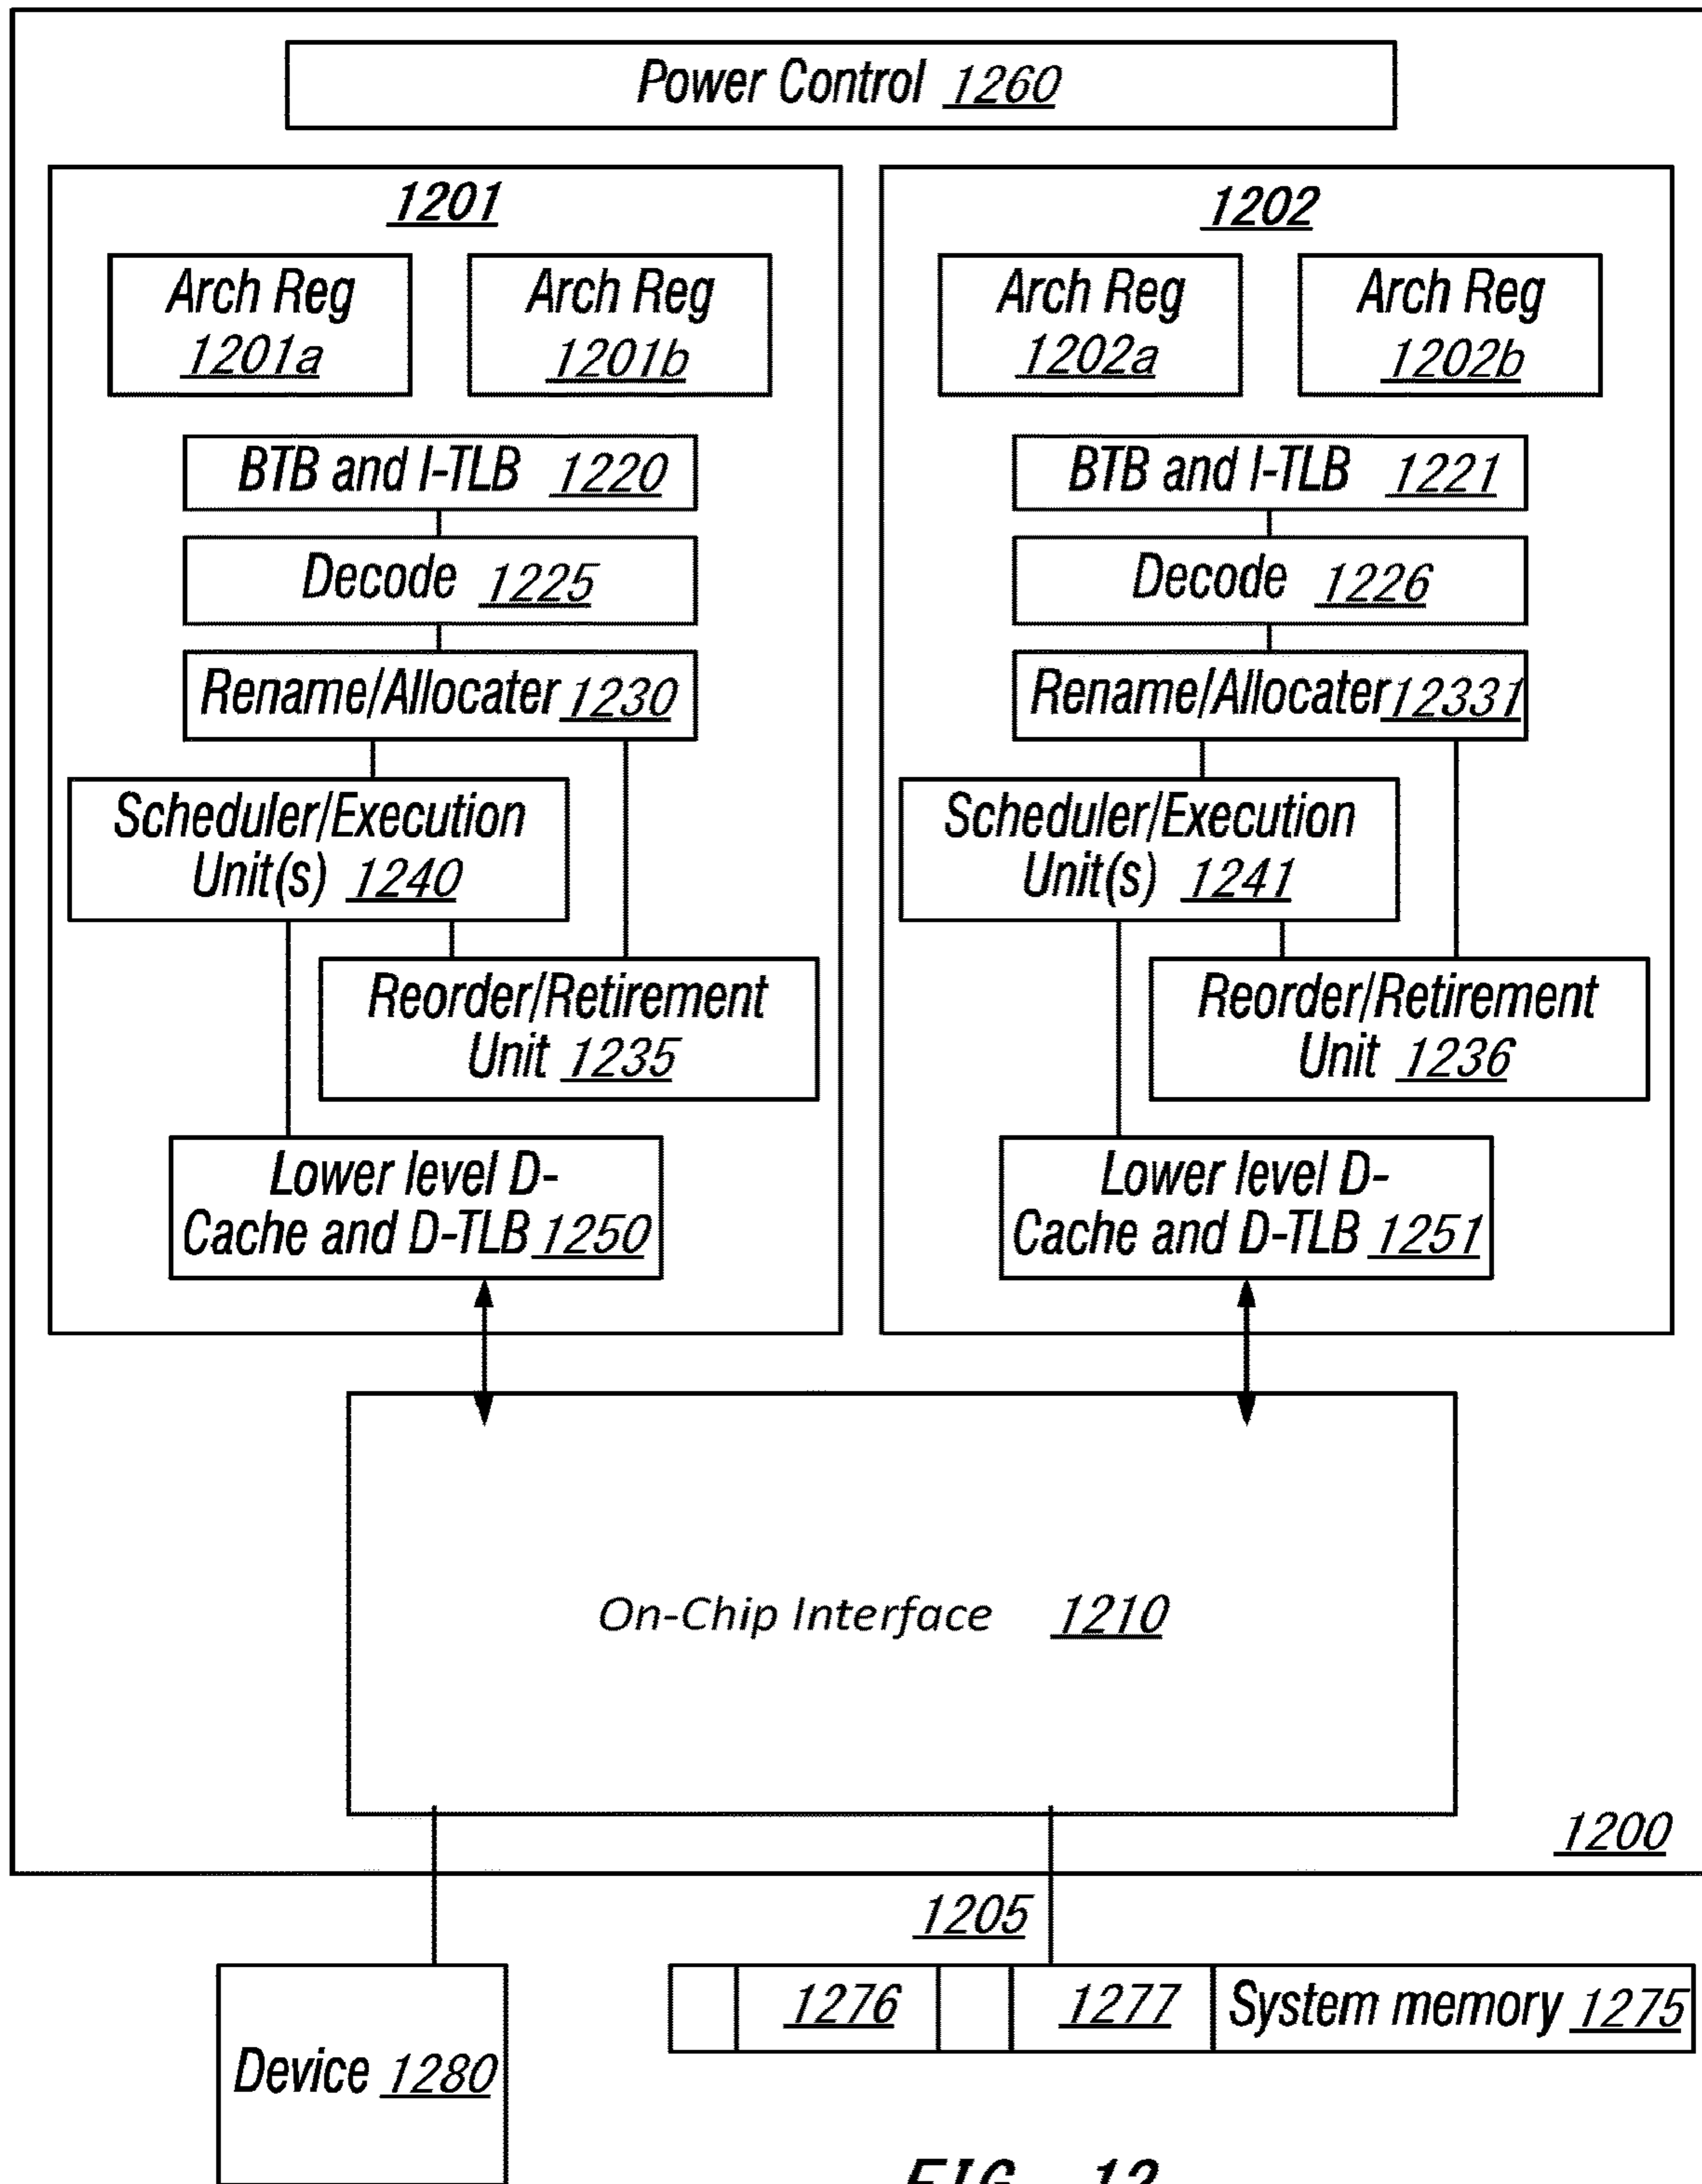 Power Control 1260
1201
Arch Reg
1201a
Arch Reg
1201b
BTB and I-TLB 1220
Decode 1225
Rename/Allocater 1230
Scheduler/Execution
Unit(s) 1240
Reorder/Retirement
Unit 1235
Lower level D-
Cache and D-TLB 1250
1202
Arch Reg
1202a
Arch Reg
1202b
BTB and I-TLB 1221
Decode 1226
Rename/Allocater 12331
Scheduler/Execution
Unit(s) 1241
Reorder/Retirement
Unit 1236
Lower level D-
Cache and D-TLB 1251
On-Chip Interface 1210
1200
1205
1276
1277
System memory 1275
Device 1280